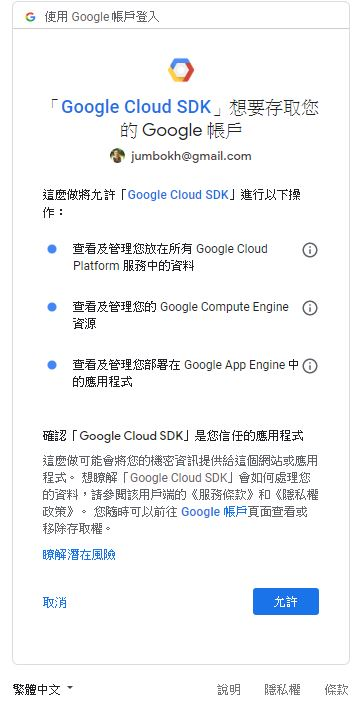 使用 Google 帳戶登入
「Google Cloud SDK」想要存取您
的 Google 帳戶
jumbokh@gmail.com
這麼做將允許「Google Cloud SDK」進行以下操
作：
查看及管理您放在所有 Google Cloud
Platform 服務中的資料
查看及管理您的 Google Compute Engine
資源
查看及管理您部署在 Google App Engine 中
的應用程式
確認「Google Cloud SDK」是您信任的應用程式
這麼做可能會將您的機密資訊提供給這個網站或應用
程式。 想瞭解「Google Cloud SDK」會如何處理您
的資料，請參閱該用戶端的《服務條款》和《隱私權
政策》。 您隨時可以前往 Google 帳戶頁面查看或
移除存取權。
瞭解潛在風險
取消
允許
繁體中文
說明
隱私權
條款